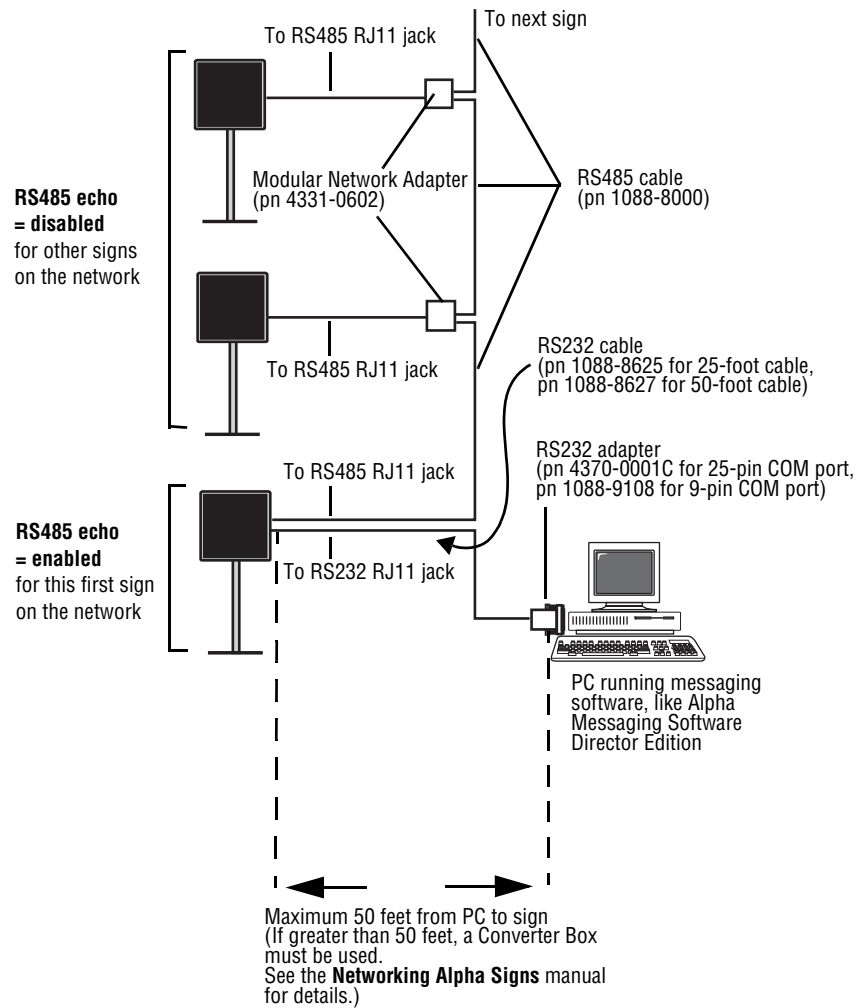 To next sign
To RS485 RJ11 jack
RS485 echo
= disabled
for other signs
on the network
Modular Network Adapter
(pn 4331-0602)
RS485 cable
(pn 1088-8000)
To RS485 RJ11 jack
RS232 cable
(pn 1088-8625 for 25-foot cable,
pn 1088-8627 for 50-foot cable)
RS232 adapter
(pn 4370-0001C for 25-pin COM port,
pn 1088-9108 for 9-pin COM port)
To RS485 RJ11 jack
RS485 echo
= enabled
for this first sign
on the network
To RS232 RJ11 jack
PC running messaging
software, like Alpha
Messaging Software
Director Edition
Maximum 50 feet from PC to sign
(If greater than 50 feet, a Converter Box
must be used.
See the Networking Alpha Signs manual
for details.)